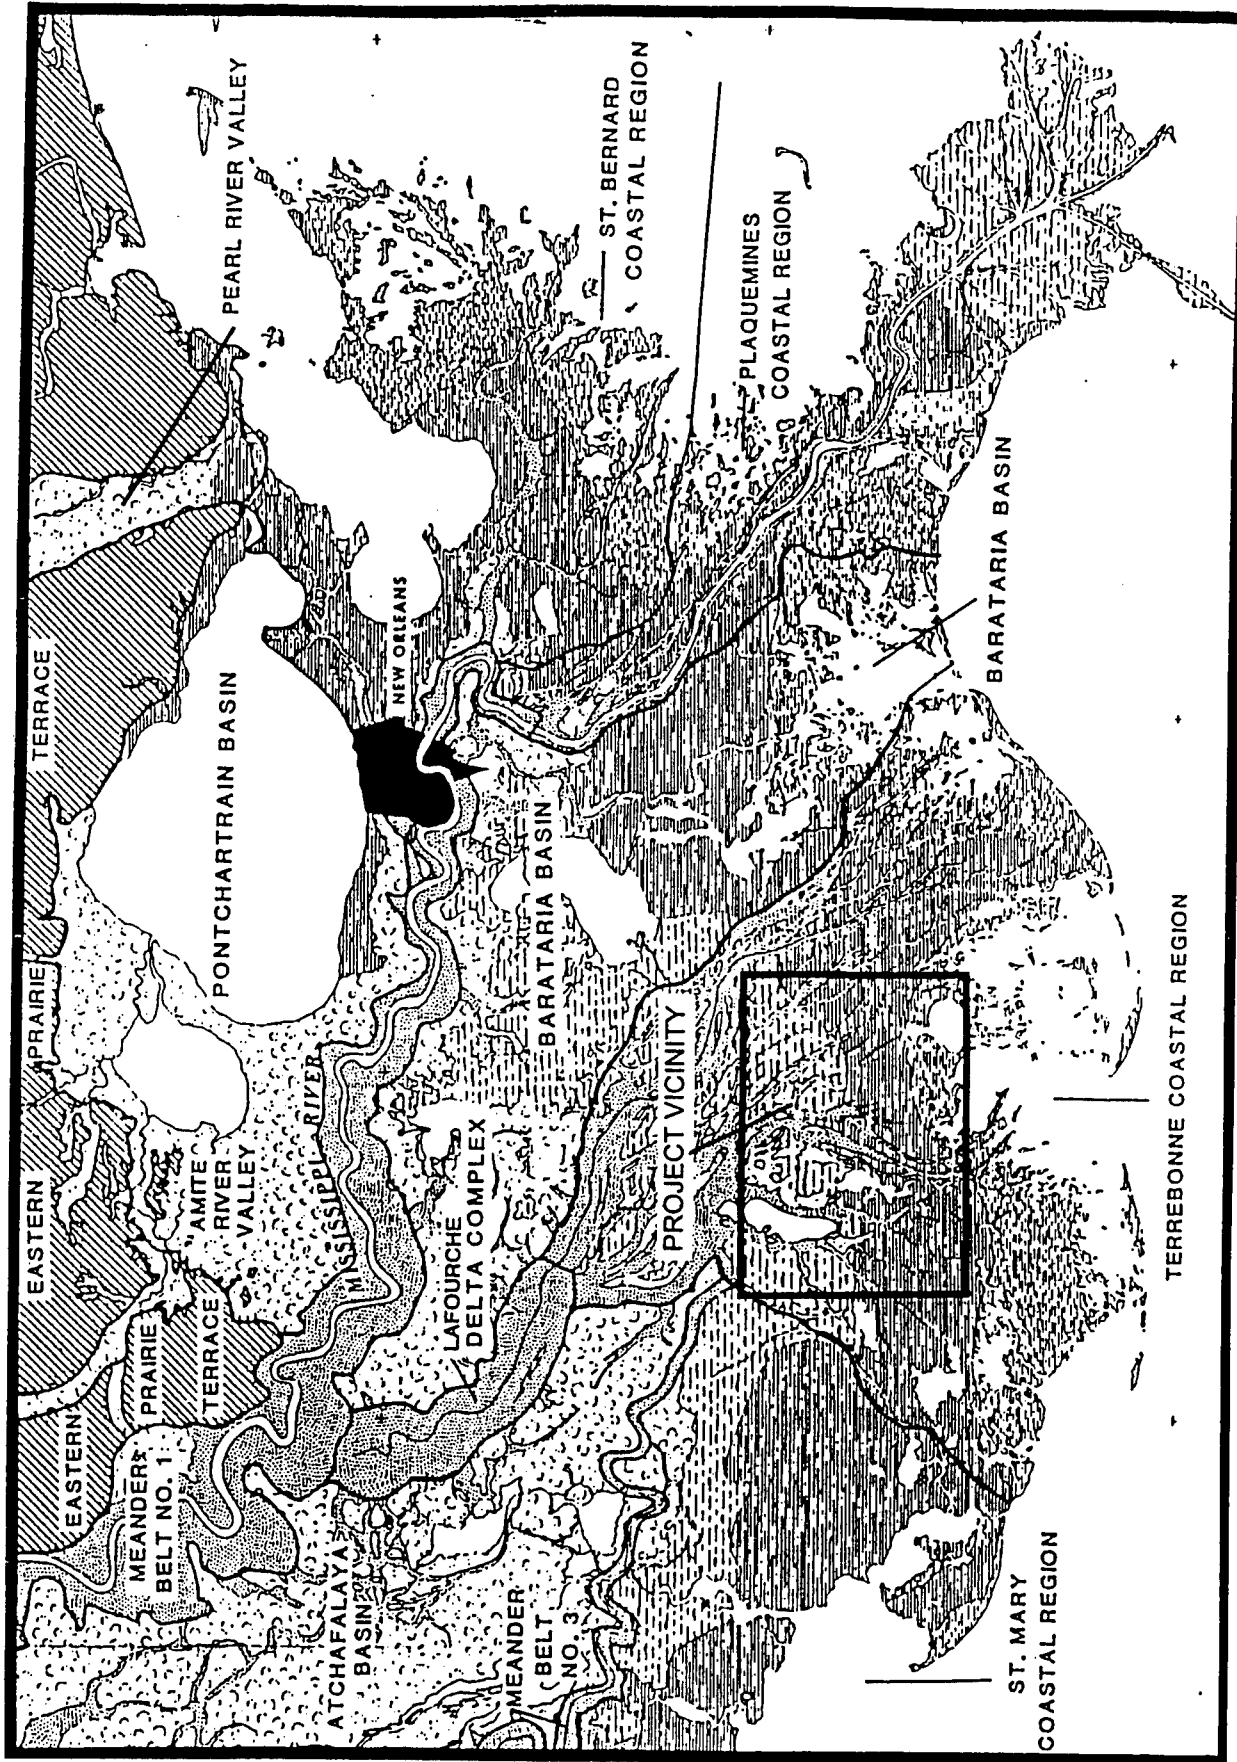 PEARL RIVER VALLEY
ST. BERNARD
COASTAL REGION
PLAQUEMINES
COASTAL REGION
BARATARIA BASIN
TERRACE
PONTCHARTRAIN BASIN
NEW ORLEANS
PRAIRIE
BARATARIA BASIN
PROJECT VICINITY
TERREBONNE COASTAL REGION
EASTERN
AMITE
RIVER
VALLEY
MISSISSIPPI RIVER
LAFOURCHE
DELTA COMPLEX
EASTERN
PRAIRIE
TERRACE
MEANDER
BELT NO. 1
ATCHAFALAYA
BASIN
MEANDER
BELT
NO. 3
ST. MARY
COASTAL REGION